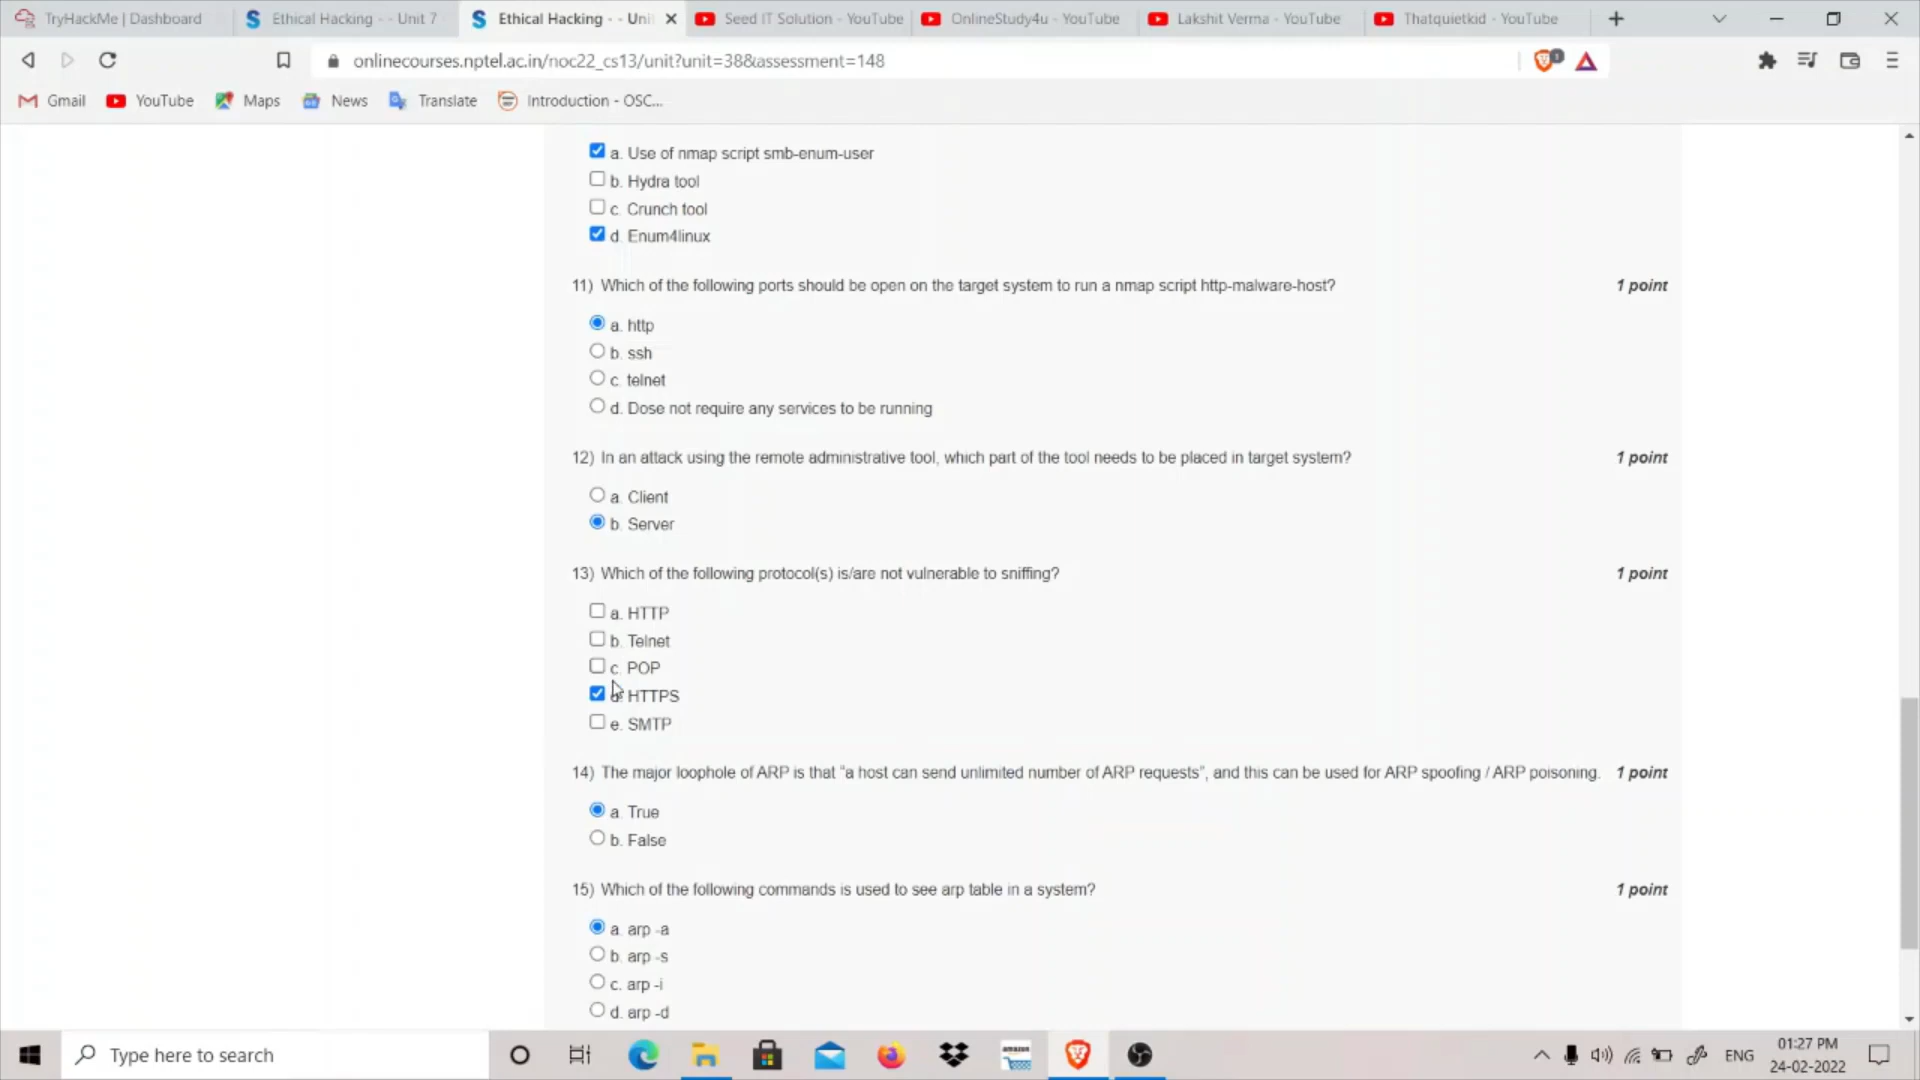 TryHackMe | Dashboard
Ethical Hacking - - Unit 7
Ethical Hacking - - Uni
Seed IT Solution - YouTube
OnlineStudy4u - YouTube
Lakshit Verma - YouTube
Thatquietkid - YouTube
onlinecourses.nptel.ac.in/noc22_cs13/unit?unit=38&assessment=148
1
Gmail
YouTube
Maps
News
Translate
Introduction - OSC...
a. Use of nmap script smb-enum-user
b. Hydra tool
c. Crunch tool
d. Enum4linux
11) Which of the following ports should be open on the target system to run a nmap script http-malware-host? 1 point
a. http
b. ssh
c. telnet
d. Dose not require any services to be running
12) In an attack using the remote administrative tool, which part of the tool needs to be placed in target system? 1 point
a. Client
b. Server
13) Which of the following protocol(s) is/are not vulnerable to sniffing? 1 point
a. HTTP
b. Telnet
c. POP
d. HTTPS
e. SMTP
14) The major loophole of ARP is that “a host can send unlimited number of ARP requests”, and this can be used for ARP spoofing / ARP poisoning. 1 point
a. True
b. False
15) Which of the following commands is used to see arp table in a system? 1 point
a. arp -a
b. arp -s
c. arp -i
d. arp -d
Type here to search
amazon
ENG
01:27 PM
24-02-2022